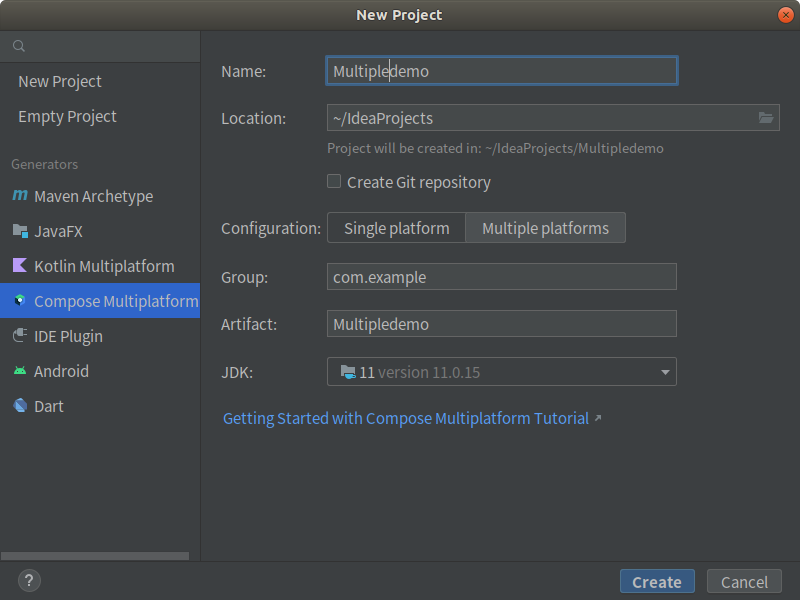 New Project
New Project
Empty Project
Generators
m Maven Archetype
JavaFX
Kotlin Multiplatform
Compose Multiplatform
IDE Plugin
Android
Dart
Name: Multipledemo
Location: ~/IdeaProjects
Project will be created in: ~/IdeaProjects/Multipledemo
Create Git repository
Configuration: Single platform Multiple platforms
Group: com.example
Artifact: Multipledemo
JDK: 11 version 11.0.15
Getting Started with Compose Multiplatform Tutorial ↗
? Create Cancel